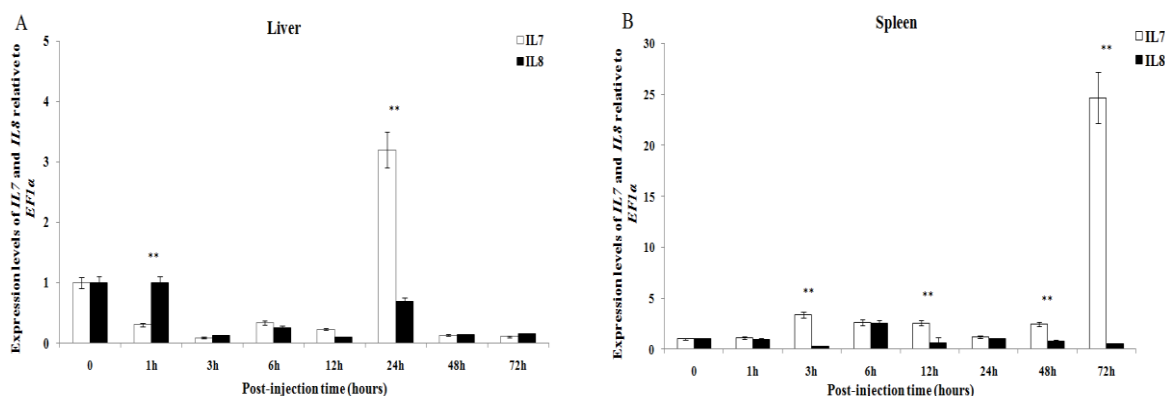 A
Liver
IL7
IL8
Expression levels of IL7 and IL8 relative to
EF1α
5
4
3
2
1
0
**
**
0 1h 3h 6h 12h 24h 48h 72h
Post-injection time (hours)
B
Spleen
IL7
IL8
Expression levels of IL7 and IL8 relative to
EF1α
30
25
20
15
10
5
0
**
**
**
**
0 1h 3h 6h 12h 24h 48h 72h
Post-injection time (hours)